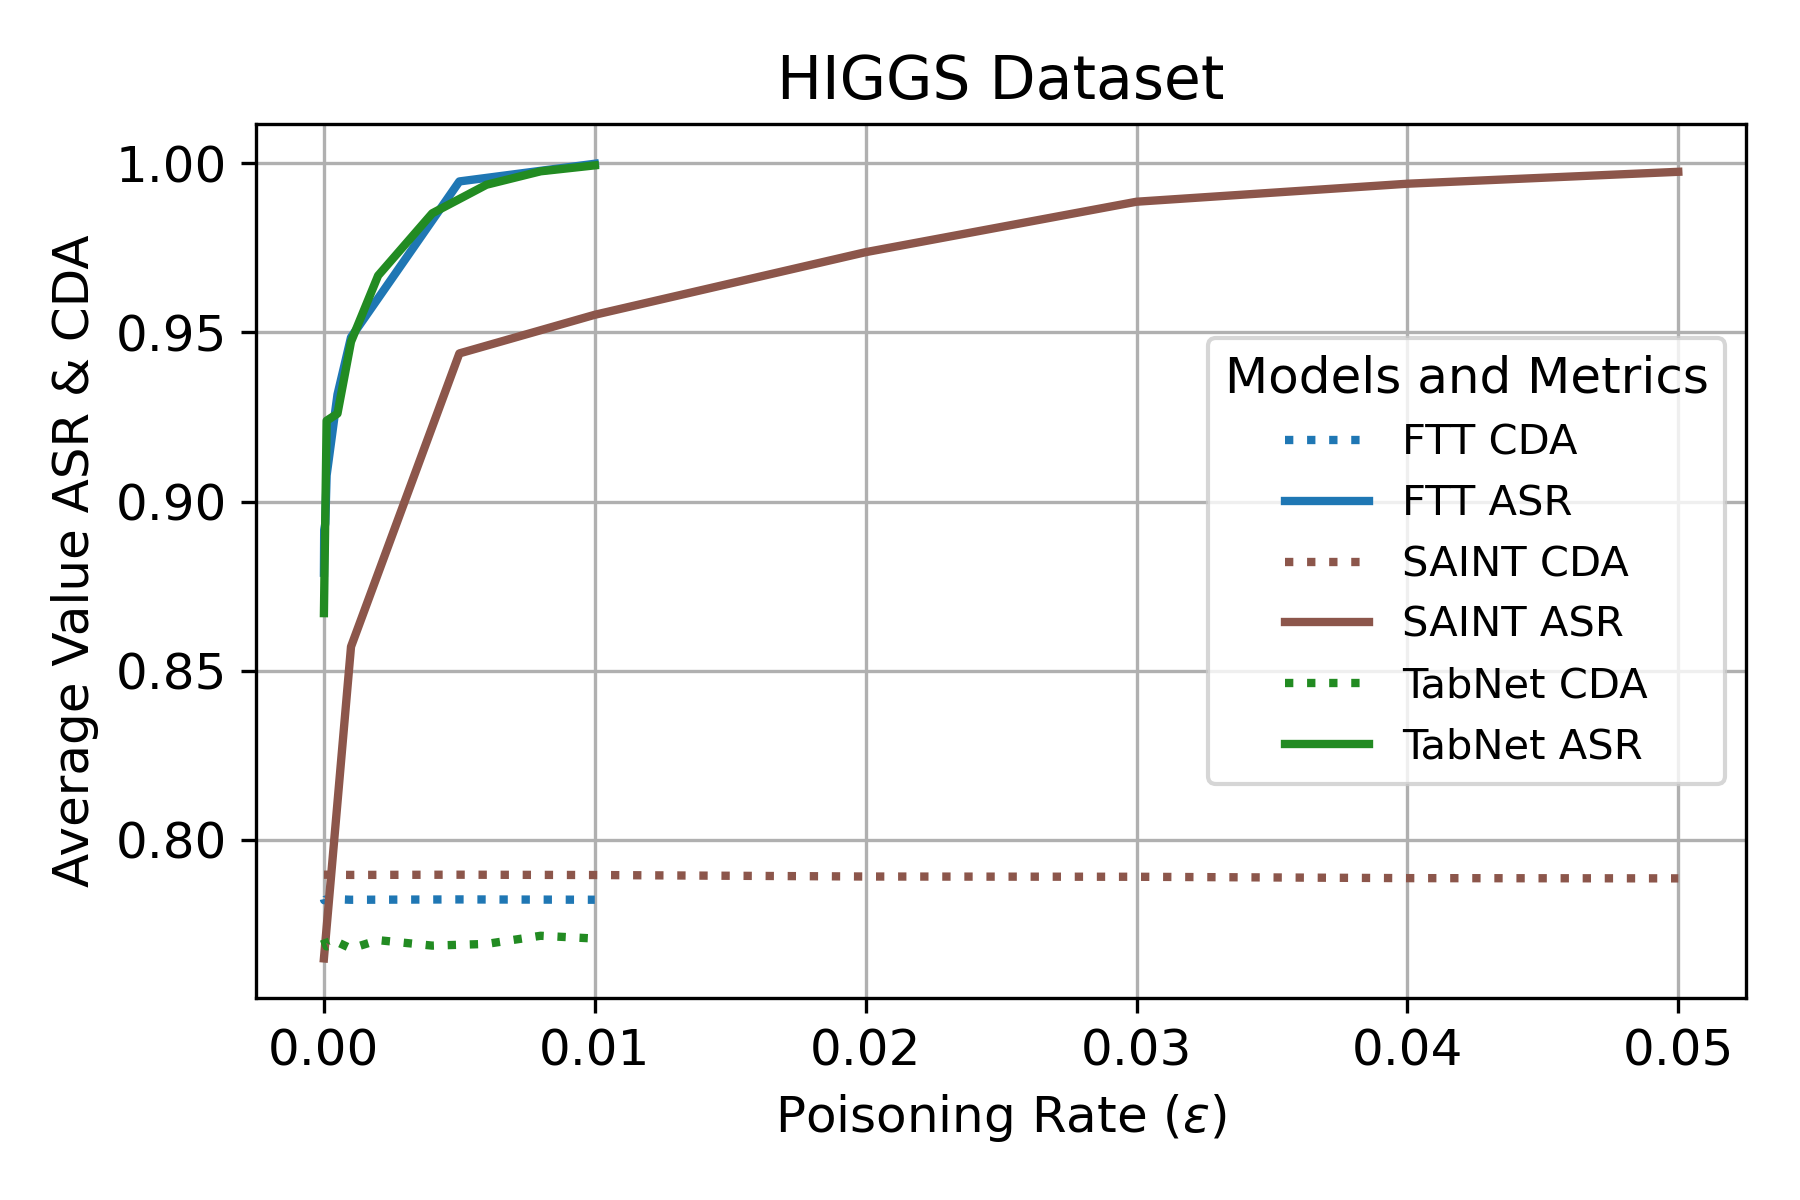 HIGGS Dataset
Average Value ASR & CDA
1.00
0.95
0.90
0.85
0.80
Models and Metrics
FTT CDA
FTT ASR
SAINT CDA
SAINT ASR
TabNet CDA
TabNet ASR
0.00 0.01 0.02 0.03 0.04 0.05
Poisoning Rate (ε)